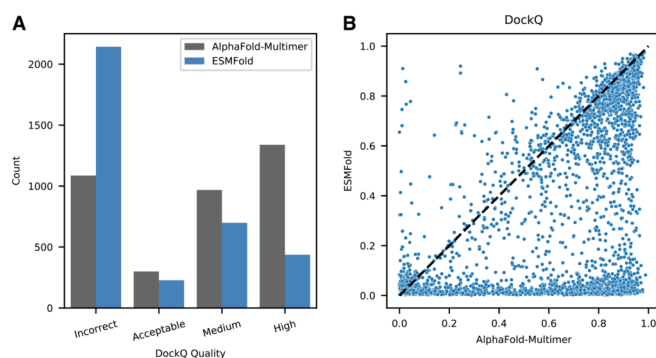 A
AlphaFold-Multimer
ESMFold
2000
1500
1000
500
0
Count
Incorrect
Acceptable
Medium
High
DockQ Quality
B
DockQ
1.0
0.8
0.6
0.4
0.2
0.0
ESMFold
0.0 0.2 0.4 0.6 0.8 1.0
AlphaFold-Multimer